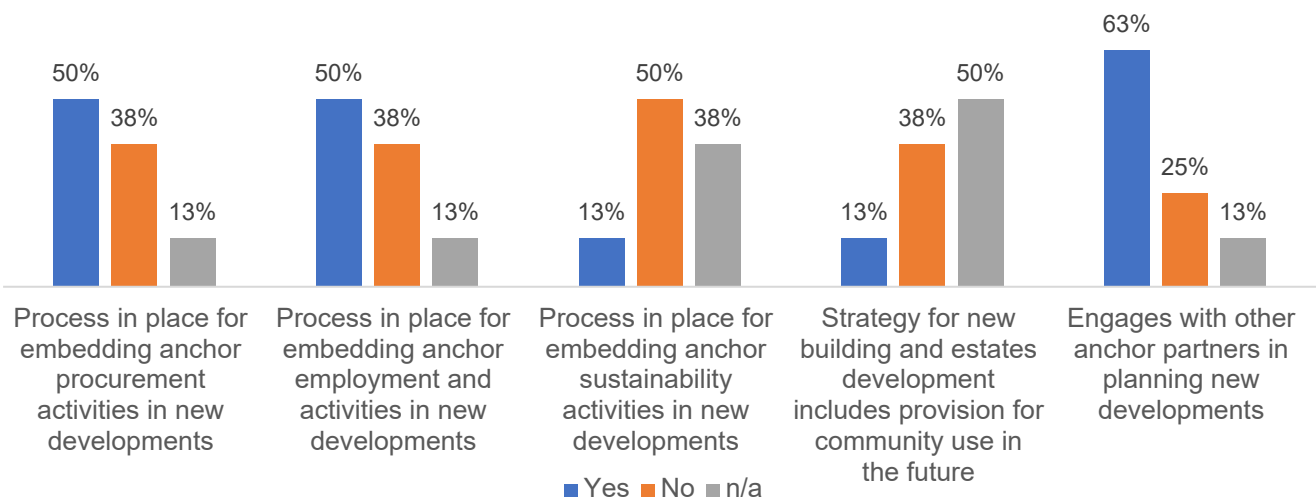 63%
50%
50%
50%
50%
38%
38%
38%
38%
25%
13%
13%
13%
13%
13%
Process in place for
embedding anchor
procurement
activities in new
developments
Process in place for
embedding anchor
employment and
activities in new
developments
Process in place for
embedding anchor
sustainability
activities in new
developments
Strategy for new
building and estates
development
includes provision for
community use in
the future
Engages with other
anchor partners in
planning new
developments
Yes No n/a